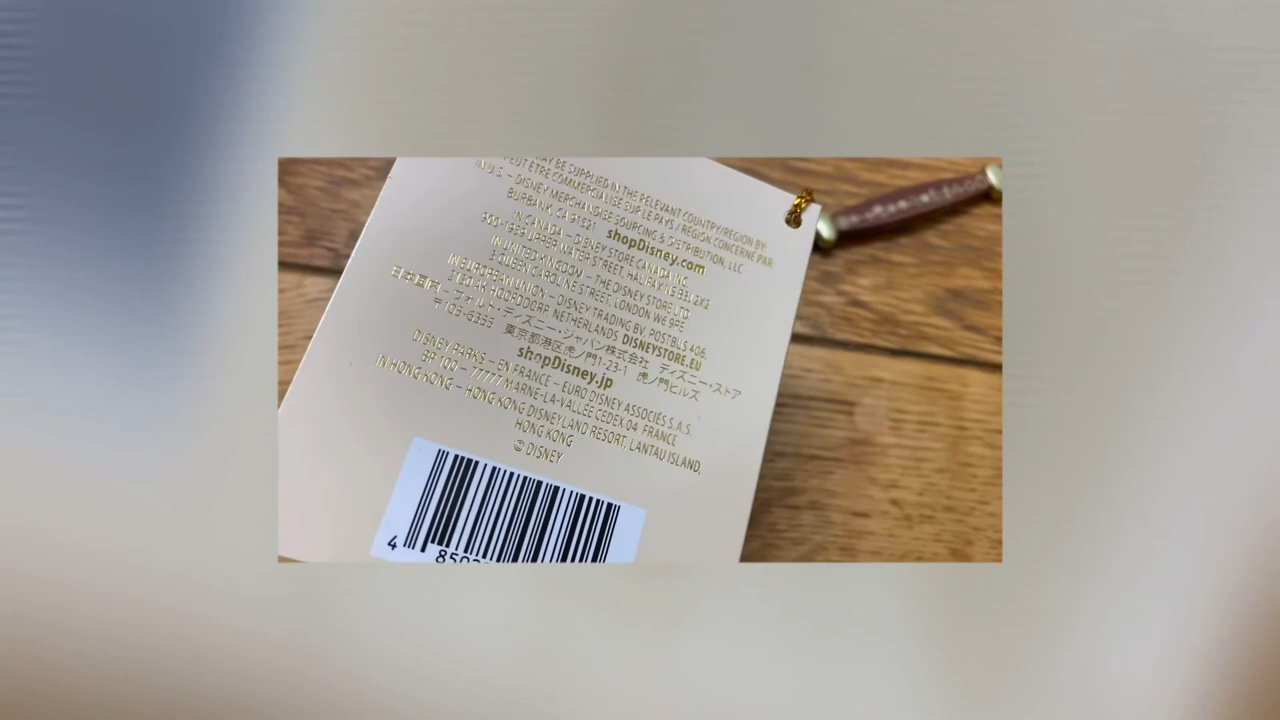 MAY BE SUPPLIED IN THE RELEVANT COUNTRY/REGION BY:
PEUT ÊTRE COMMERCIALISÉ SUR LE PAYS / RÉGION CONCERNÉ PAR:
IN U.S. – DISNEY MERCHANDISE SOURCING & DISTRIBUTION, LLC
BURBANK, CA 91521 shopDisney.com
IN CANADA – DISNEY STORE CANADA INC.
900-1959 UPPER WATER STREET, HALIFAX NS B3J 2X2
IN UNITED KINGDOM – THE DISNEY STORE LTD.
3 QUEEN CAROLINE STREET, LONDON W6 9PE
IN EUROPEAN UNION – DISNEY TRADING BV, POSTBUS 406,
2130 AK HOOFDDORP, NETHERLANDS DISNEYSTORE.EU
日本国内 – ウォルト・ディズニー・ジャパン株式会社 ディズニー・ストア
〒105-6355 東京都港区虎ノ門1-23-1 虎ノ門ヒルズ
shopDisney.jp
DISNEY PARKS – EN FRANCE – EURO DISNEY ASSOCIÉS S.A.S.
BP 100 – 77777 MARNE-LA-VALLÉE CEDEX 04 FRANCE
IN HONG KONG – HONG KONG DISNEYLAND RESORT, LANTAU ISLAND,
HONG KONG
© DISNEY
4